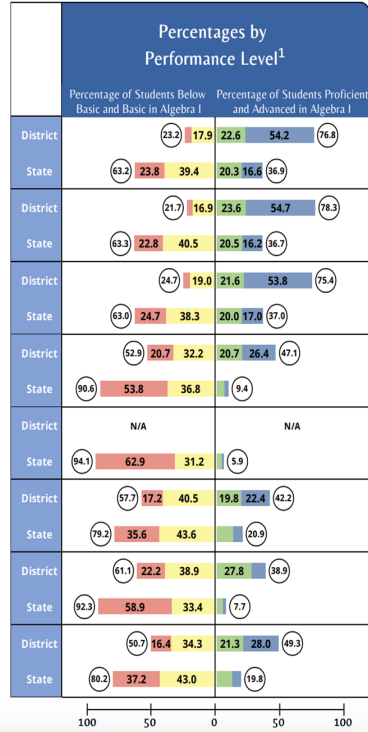 Percentages by
Performance Level1
Percentage of Students Below
Basic and Basic in Algebra I
Percentage of Students Proficient
and Advanced in Algebra I
District 23.2 17.9 22.6 54.2 76.8
State 63.2 23.8 39.4 20.3 16.6 36.9
District 21.7 16.9 23.6 54.7 78.3
State 63.3 22.8 40.5 20.5 16.2 36.7
District 24.7 19.0 21.6 53.8 75.4
State 63.0 24.7 38.3 20.0 17.0 37.0
District 52.9 20.7 32.2 20.7 26.4 47.1
State 90.6 53.8 36.8 9.4
District N/A N/A
State 94.1 62.9 31.2 5.9
District 57.7 17.2 40.5 19.8 22.4 42.2
State 79.2 35.6 43.6 20.9
District 61.1 22.2 38.9 27.8 38.9
State 92.3 58.9 33.4 7.7
District 50.7 16.4 34.3 21.3 28.0 49.3
State 80.2 37.2 43.0 19.8
100 50 0 50 100